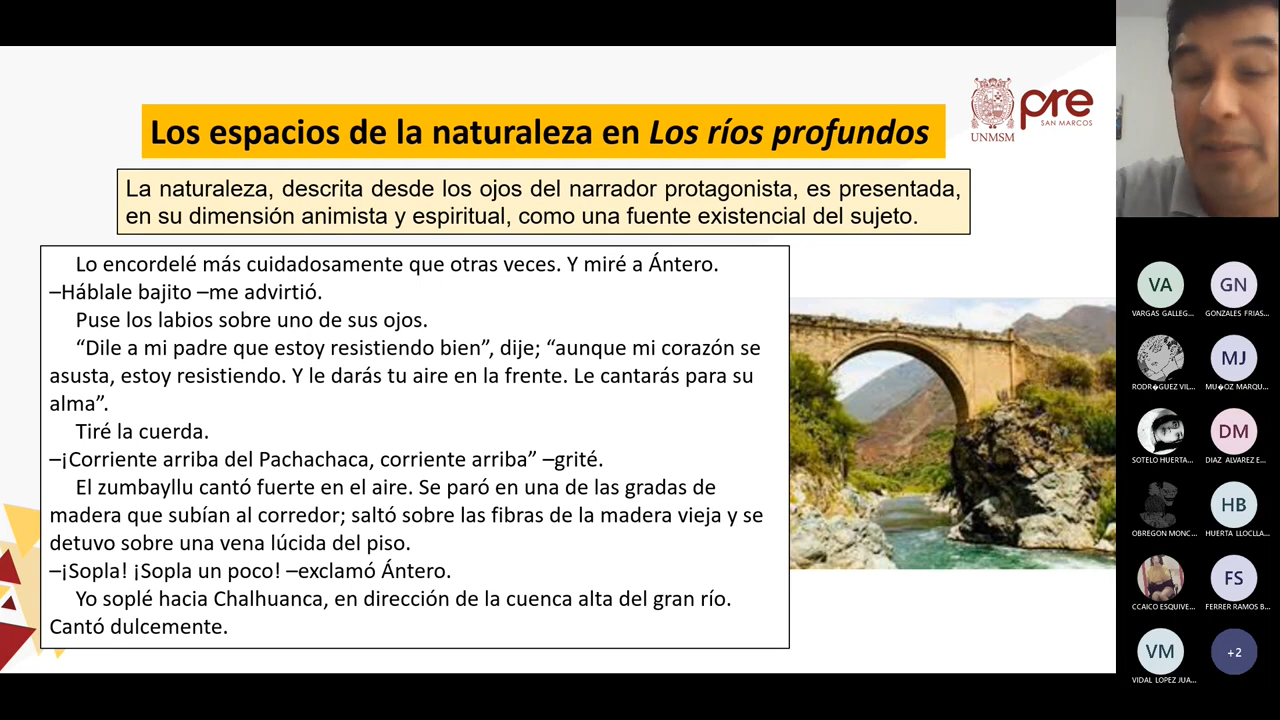 Los espacios de la naturaleza en Los ríos profundos
UNMSM
pre
SAN MARCOS
La naturaleza, descrita desde los ojos del narrador protagonista, es presentada,
en su dimensión animista y espiritual, como una fuente existencial del sujeto.
Lo encordelé más cuidadosamente que otras veces. Y miré a Ántero.
–Háblale bajito –me advirtió.
Puse los labios sobre uno de sus ojos.
“Dile a mi padre que estoy resistiendo bien”, dije; “aunque mi corazón se
asusta, estoy resistiendo. Y le darás tu aire en la frente. Le cantarás para su
alma”.
Tiré la cuerda.
–¡Corriente arriba del Pachachaca, corriente arriba” –grité.
El zumbayllu cantó fuerte en el aire. Se paró en una de las gradas de
madera que subían al corredor; saltó sobre las fibras de la madera vieja y se
detuvo sobre una vena lúcida del piso.
–¡Sopla! ¡Sopla un poco! –exclamó Ántero.
Yo soplé hacia Chalhuanca, en dirección de la cuenca alta del gran río.
Cantó dulcemente.
VA
VARGAS GALLEG...
GN
GONZALES FRIAS...
RODR�GUEZ VIL...
MJ
MU�OZ MARQU...
SOTELO HUERTA...
DM
DIAZ ALVAREZ E...
OBREGON MONC...
HB
HUERTA LLOCLLA...
CCAICO ESQUIVE...
FS
FERRER RAMOS B...
VM
VIDAL LOPEZ JUA...
+2